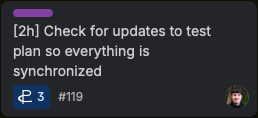 [2h] Check for updates to test
plan so everything is
synchronized
3 #119